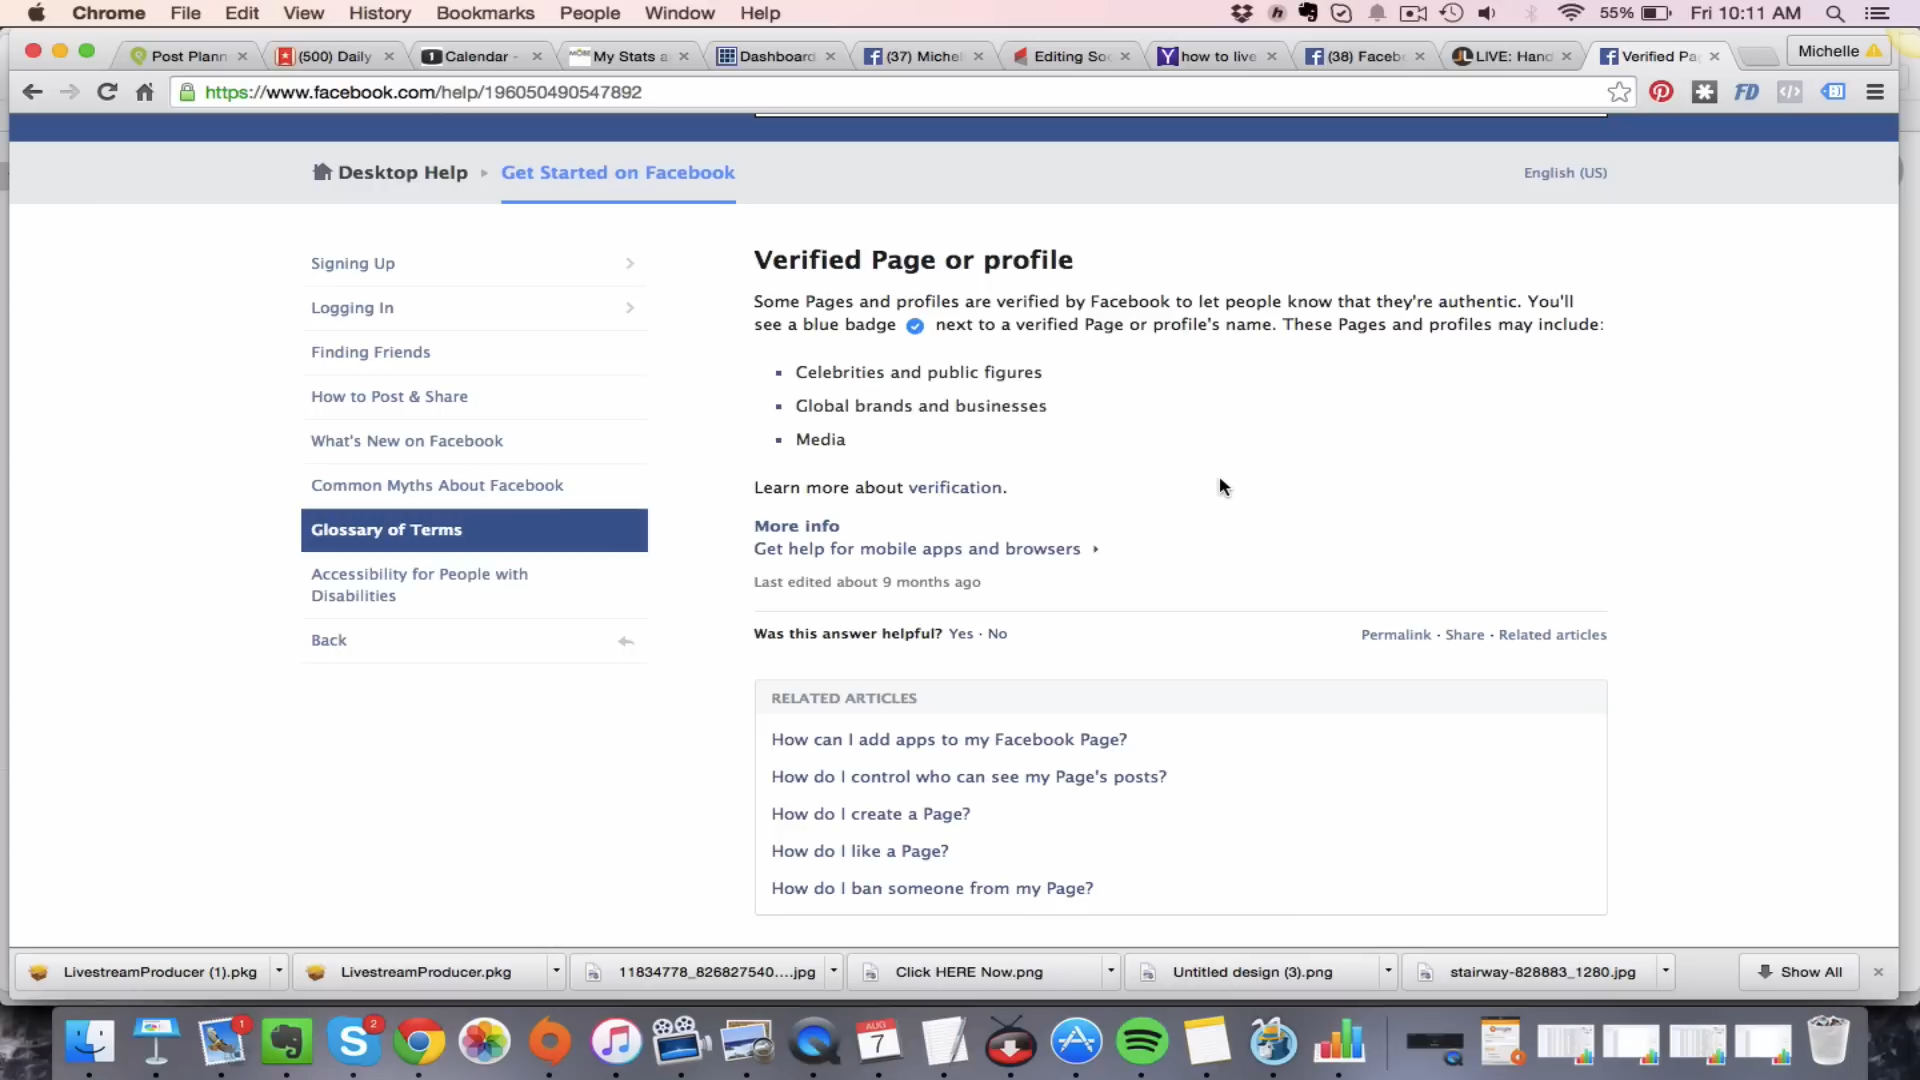 Chrome File Edit View History Bookmarks People Window Help 55% Fri 10:11 AM
Post Plann (500) Daily 1 Calendar - My Stats a Dashboard (37) Michel Editing Soc how to live (38) Faceb LIVE: Hand Verified Pa Michelle
https://www.facebook.com/help/196050490547892
Desktop Help Get Started on Facebook English (US)
Signing Up
Logging In
Finding Friends
How to Post & Share
What's New on Facebook
Common Myths About Facebook
Glossary of Terms
Accessibility for People with
Disabilities
Back
Verified Page or profile
Some Pages and profiles are verified by Facebook to let people know that they're authentic. You'll
see a blue badge next to a verified Page or profile's name. These Pages and profiles may include:
Celebrities and public figures
Global brands and businesses
Media
Learn more about verification.
More info
Get help for mobile apps and browsers
Last edited about 9 months ago
Was this answer helpful? Yes · No
Permalink · Share · Related articles
RELATED ARTICLES
How can I add apps to my Facebook Page?
How do I control who can see my Page's posts?
How do I create a Page?
How do I like a Page?
How do I ban someone from my Page?
LivestreamProducer (1).pkg LivestreamProducer.pkg 11834778_826827540....jpg Click HERE Now.png Untitled design (3).png stairway-828883_1280.jpg Show All
1 2 AUG 7